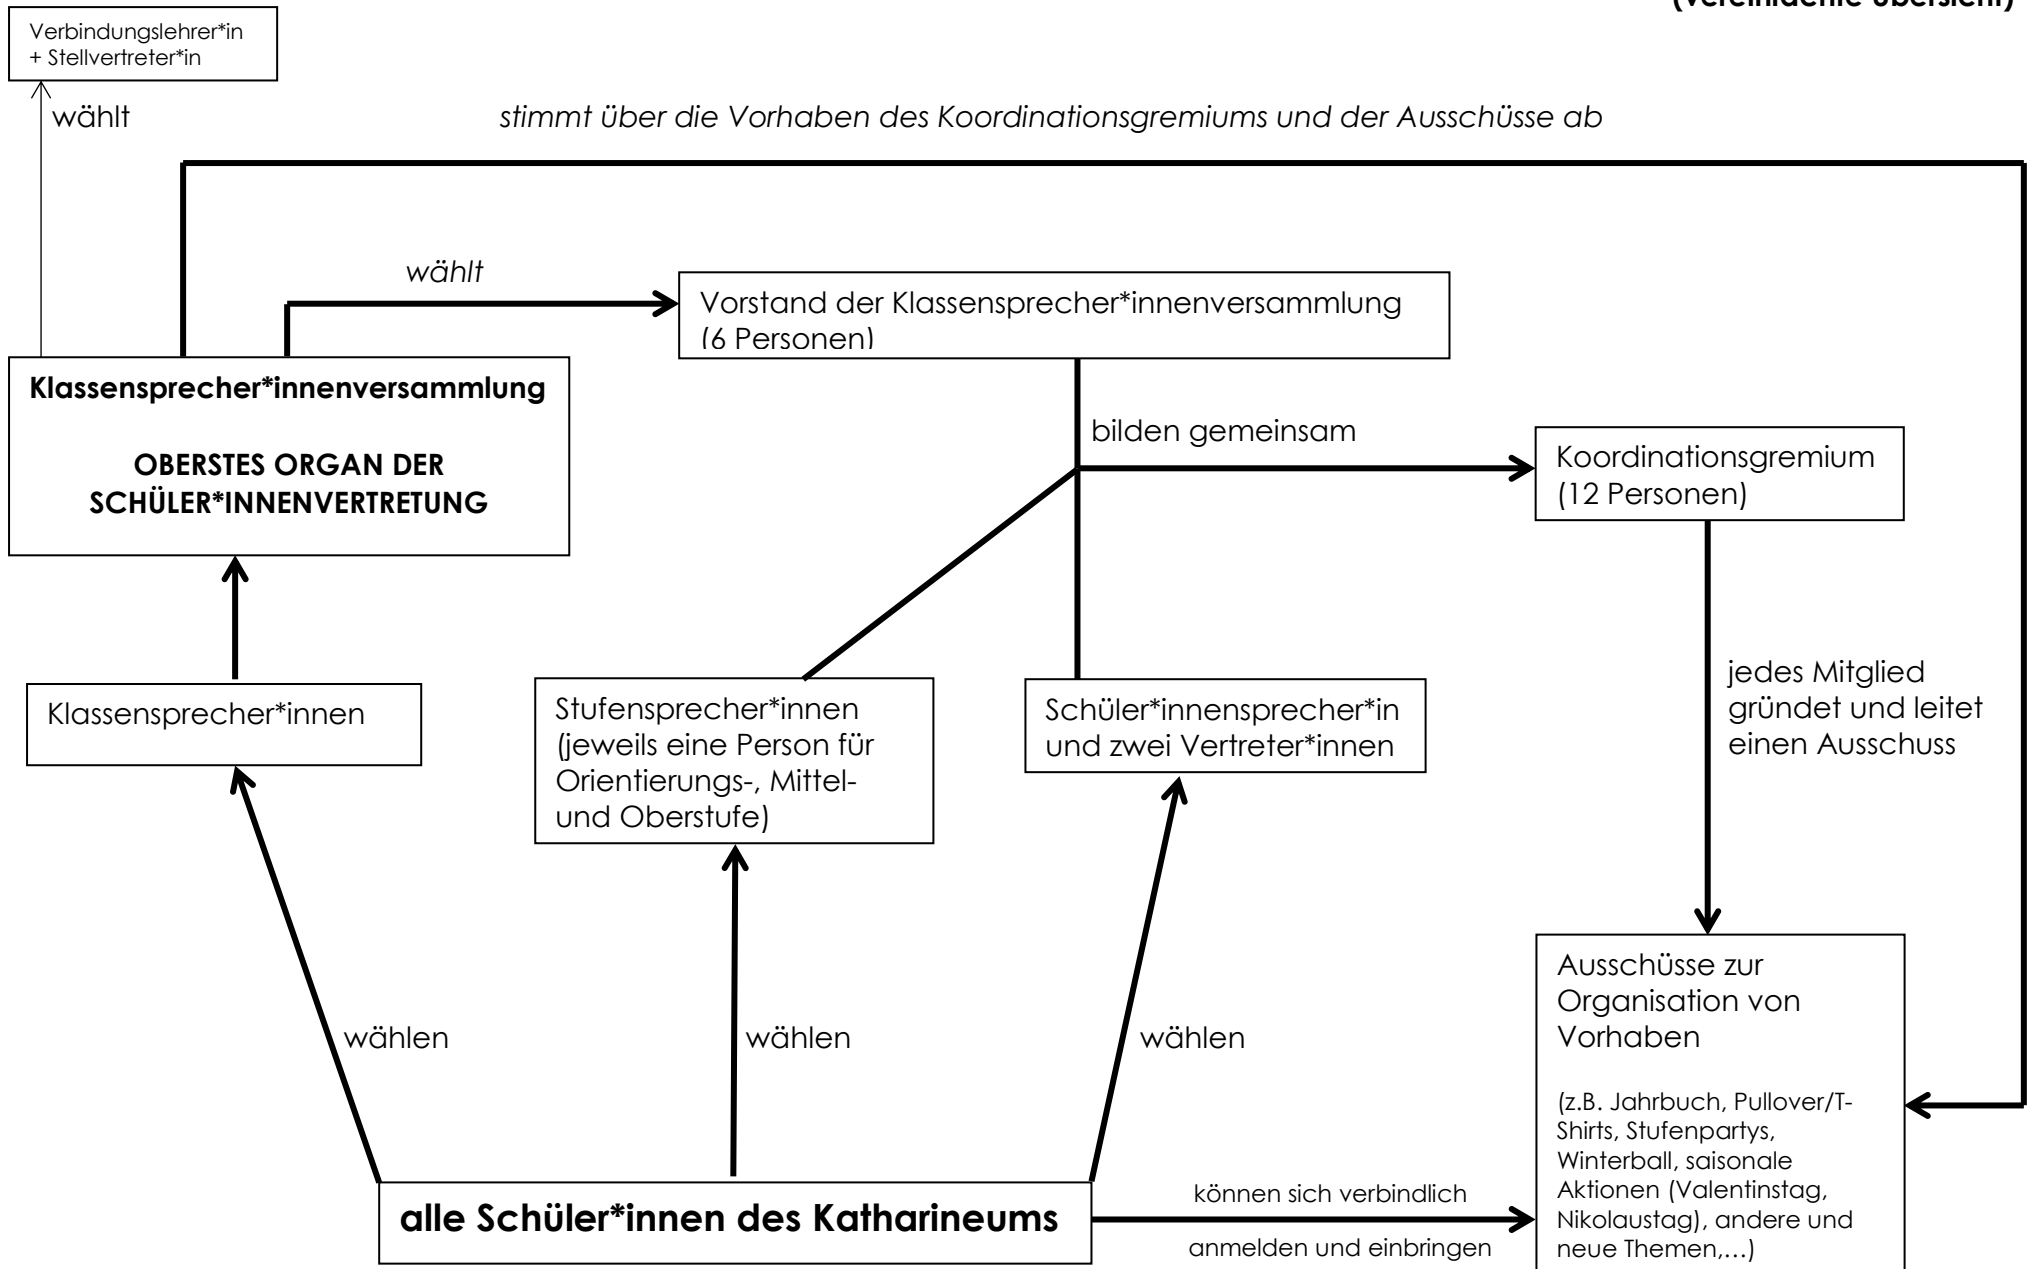 (vereinfachte Übersicht)
Verbindungslehrer*in
+ Stellvertreter*in
wählt
stimmt über die Vorhaben des Koordinationsgremiums und der Ausschüsse ab
wählt
Vorstand der Klassensprecher*innenversammlung
(6 Personen)
Klassensprecher*innenversammlung
OBERSTES ORGAN DER
SCHÜLER*INNENVERTRETUNG
bilden gemeinsam
Koordinationsgremium
(12 Personen)
Klassensprecher*innen
Stufensprecher*innen
(jeweils eine Person für
Orientierungs-, Mittel-
und Oberstufe)
Schüler*innensprecher*in
und zwei Vertreter*innen
jedes Mitglied
gründet und leitet
einen Ausschuss
wählen
wählen
wählen
Ausschüsse zur
Organisation von
Vorhaben
(z.B. Jahrbuch, Pullover/T-
Shirts, Stufenpartys,
Winterball, saisonale
Aktionen (Valentinstag,
Nikolaustag), andere und
neue Themen,…)
alle Schüler*innen des Katharineums
können sich verbindlich
anmelden und einbringen